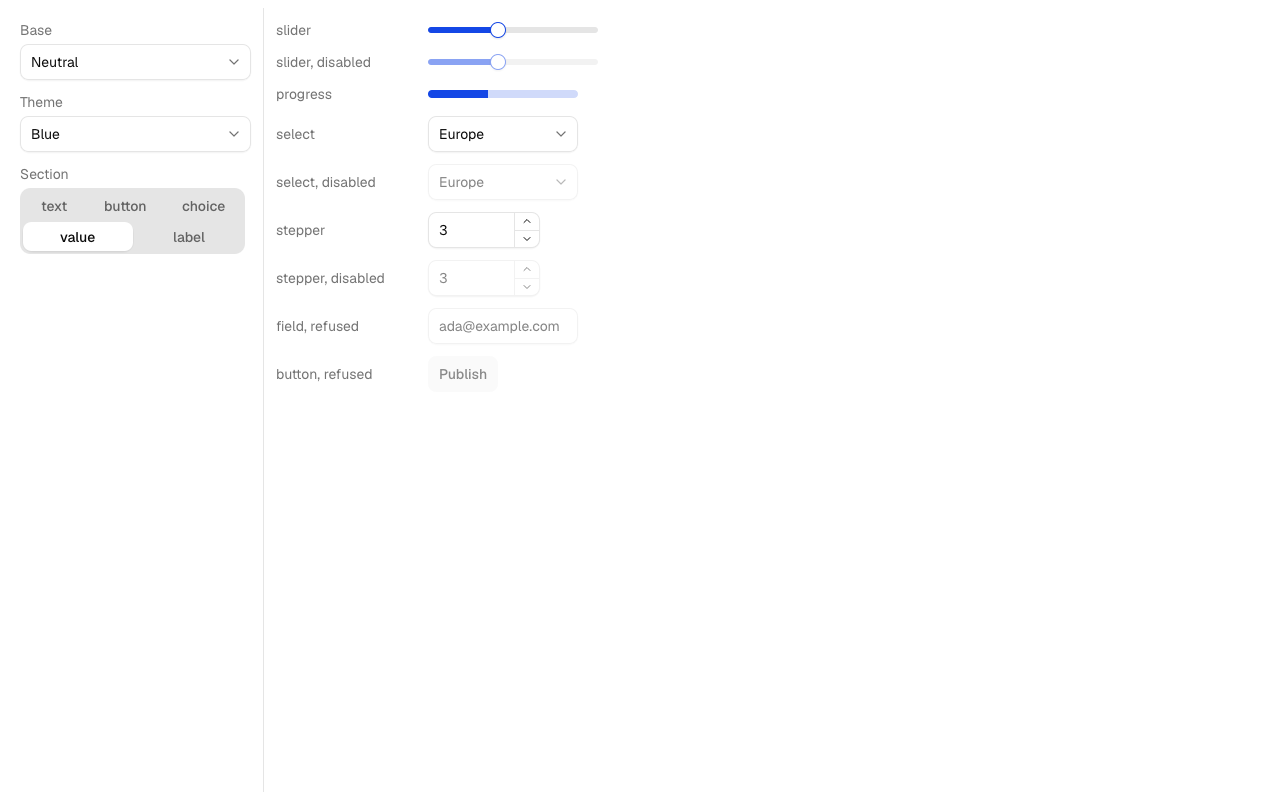 Base
Neutral
Theme
Blue
Section
text button choice
value label
slider
slider, disabled
progress
select Europe
select, disabled Europe
stepper 3
stepper, disabled 3
field, refused ada@example.com
button, refused Publish